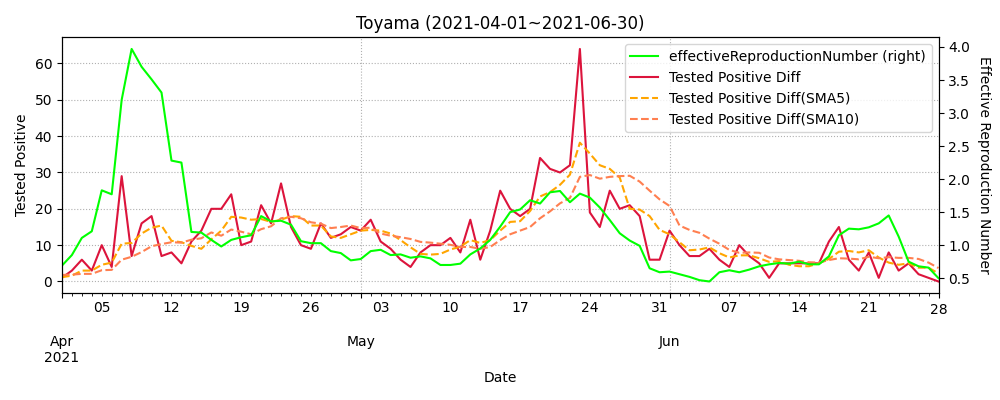 Toyama (2021-04-01~2021-06-30)
effectiveReproductionNumber (right)
Tested Positive Diff
Tested Positive Diff(SMA5)
Tested Positive Diff(SMA10)
Tested Positive
60
50
40
30
20
10
0
4.0
3.5
3.0
2.5
2.0
1.5
1.0
0.5
Effective Reproduction Number
05 12 19 26 03 10 17 24 31 07 14 21 28
Apr May Jun
2021
Date